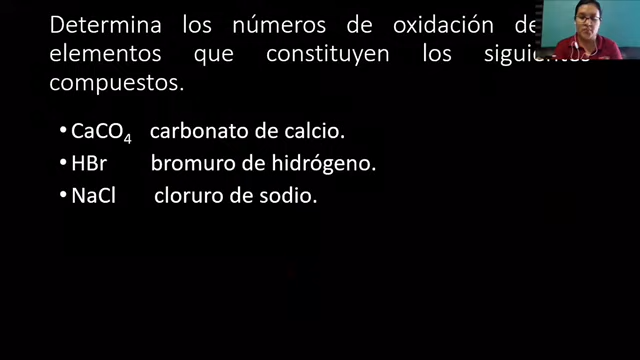 Determina los números de oxidación de
elementos que constituyen los siguientes
compuestos.
•CaCO₄ carbonato de calcio.
•HBr bromuro de hidrógeno.
•NaCl cloruro de sodio.